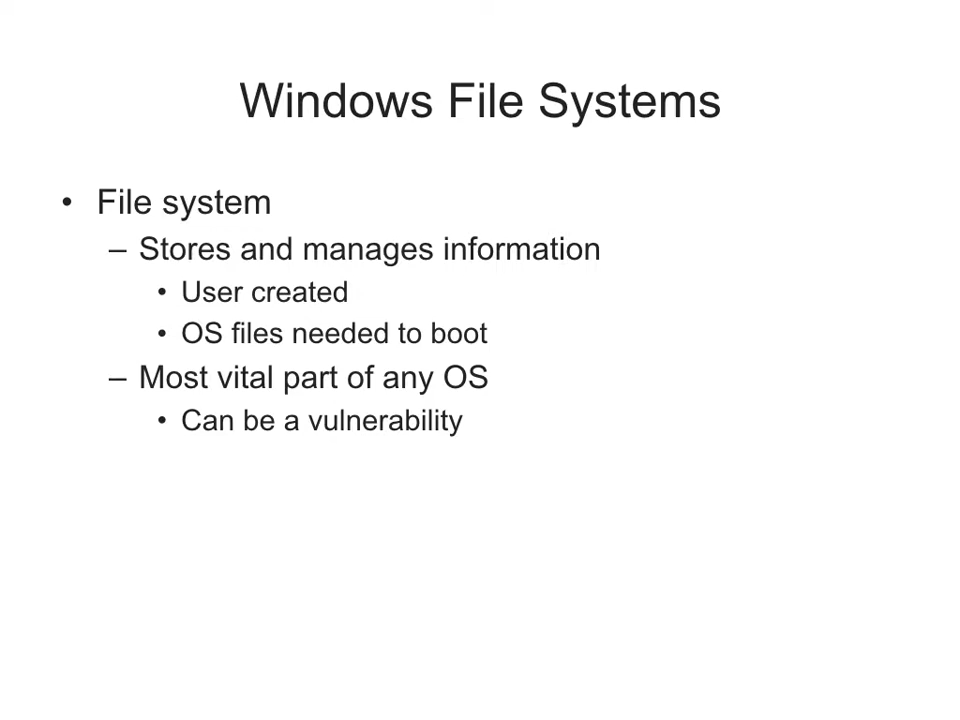 Windows File Systems
• File system
– Stores and manages information
• User created
• OS files needed to boot
– Most vital part of any OS
• Can be a vulnerability